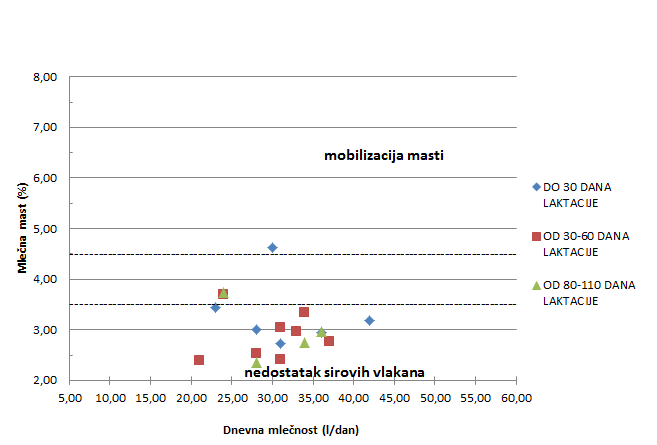 8,00
7,00
6,00
5,00
4,00
3,00
2,00
Mlečna mast (%)
mobilizacija masti
nedostatak sirovih vlakana
5,00 10,00 15,00 20,00 25,00 30,00 35,00 40,00 45,00 50,00 55,00 60,00
Dnevna mlečnost (l/dan)
DO 30 DANA
LAKTACIJE
OD 30-60 DANA
LAKTACIJE
OD 80-110 DANA
LAKTACIJE